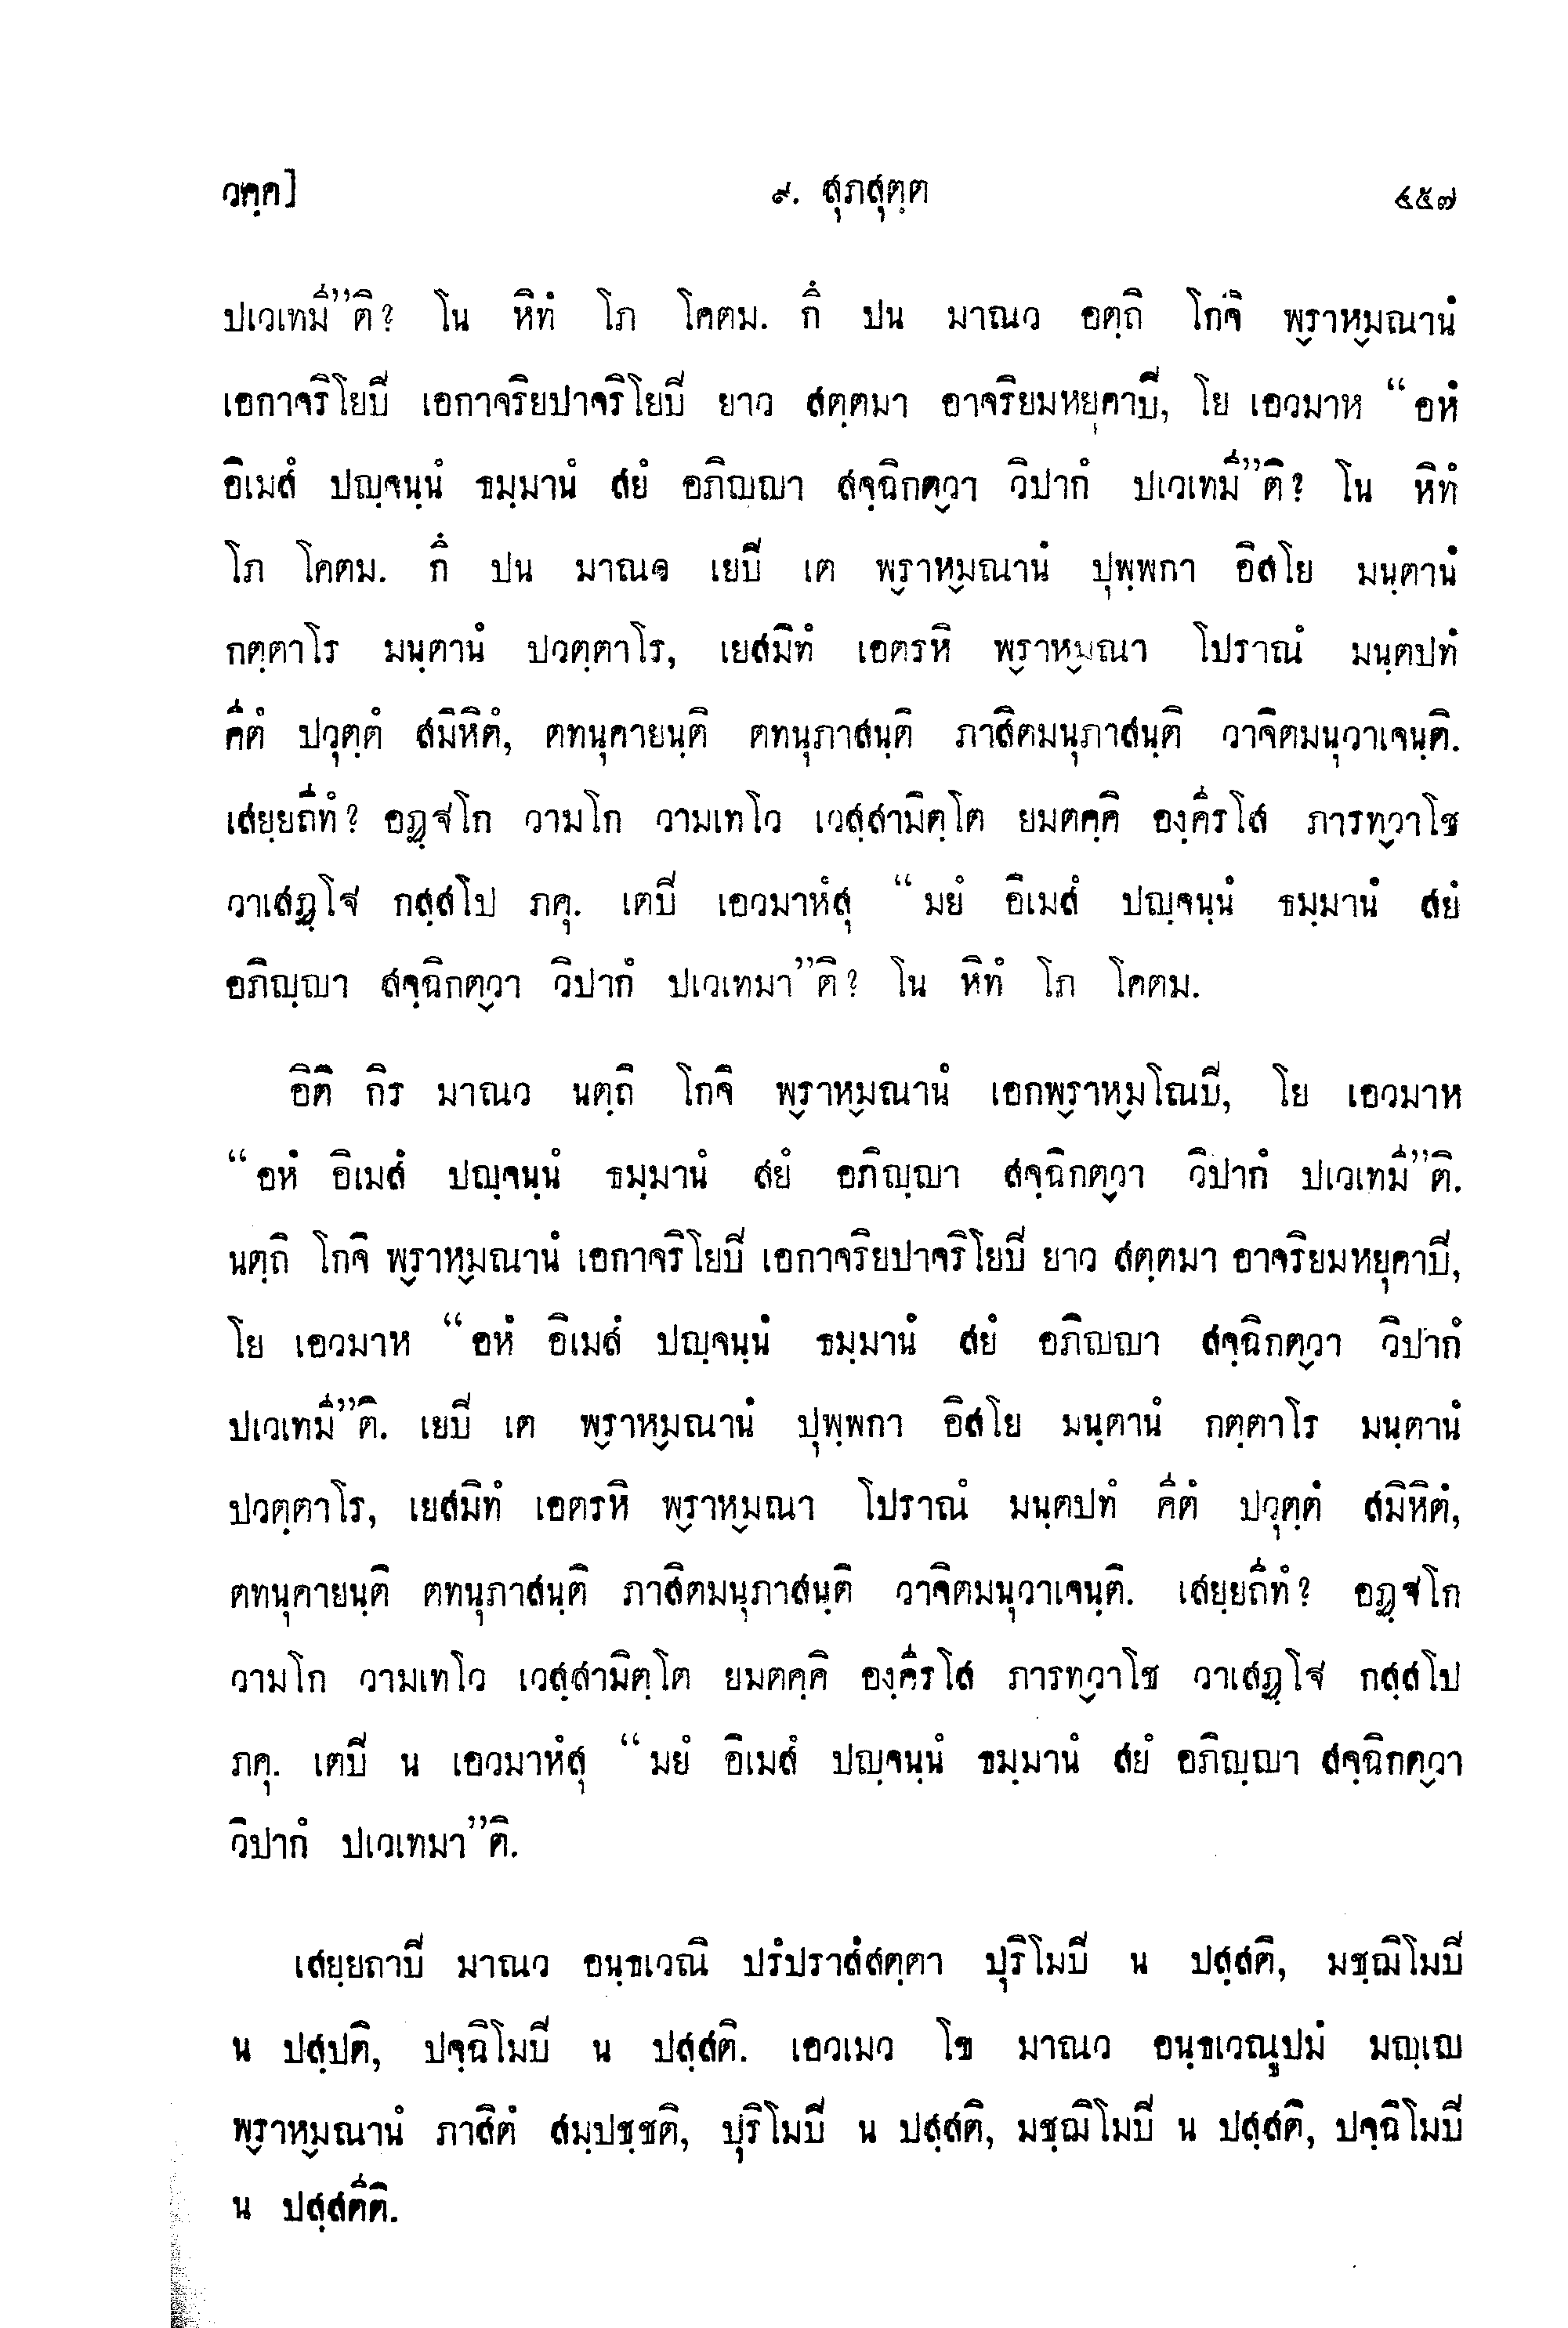 วคฺค]
๙. สุภสุตฺต
๔๕๗
ปเวเทมี”ติ? โน หิทํ โภ โคตม. กึ ปน มาณว อตฺถิ โกจิ พฺราหฺมณานํ
เอกาจริโยปี เอกาจริยปาจริโยปี ยาว สตฺตมา อาจริยมหยุคาปี, โย เอวมาห “อหํ
อิเมสํ ปญฺจนฺนํ ธมฺมานํ สยํ อภิญฺญา สจฺฉิกตฺวา วิปากํ ปเวเทมี”ติ? โน หิทํ
โภ โคตม. กึ ปน มาณว เยปี เต พฺราหฺมณานํ ปุพฺพกา อิสโย มนฺตานํ
กตฺตาโร มนฺตานํ ปวตฺตาโร, เยสมิทํ เอตรหิ พฺราหฺมณา โปราณํ มนฺตปทํ
คีตํ ปวุตฺตํ สมิหิตํ, ตทนุคายนฺติ ตทนุภาสนฺติ ภาสิตมนุภาสนฺติ วาจิตมนุวาเจนฺติ.
เสยฺยถีทํ? อฏฺฐโก วามโก วามเทโว เวสฺสามิตฺโต ยมตคฺคิ องฺคีรโส ภารทฺวาโช
วาเสฏฺโฐ กสฺสโป ภคุ. เตปี เอวมาหํสุ “มยํ อิเมสํ ปญฺจนฺนํ ธมฺมานํ สยํ
อภิญฺญา สจฺฉิกตฺวา วิปากํ ปเวเทมา”ติ? โน หิทํ โภ โคตม.
อิติ กิร มาณว นตฺถิ โกจิ พฺราหฺมณานํ เอกพฺราหฺมโณปี, โย เอวมาห
“อหํ อิเมสํ ปญฺจนฺนํ ธมฺมานํ สยํ อภิญฺญา สจฺฉิกตฺวา วิปากํ ปเวเทมี”ติ.
นตฺถิ โกจิ พฺราหฺมณานํ เอกาจริโยปี เอกาจริยปาจริโยปี ยาว สตฺตมา อาจริยมหยุคาปี,
โย เอวมาห “อหํ อิเมสํ ปญฺจนฺนํ ธมฺมานํ สยํ อภิญฺญา สจฺฉิกตฺวา วิปากํ
ปเวเทมี”ติ. เยปี เต พฺราหฺมณานํ ปุพฺพกา อิสโย มนฺตานํ กตฺตาโร มนฺตานํ
ปวตฺตาโร, เยสมิทํ เอตรหิ พฺราหฺมณา โปราณํ มนฺตปทํ คีตํ ปวุตฺตํ สมิหิตํ,
ตทนุคายนฺติ ตทนุภาสนฺติ ภาสิตมนุภาสนฺติ วาจิตมนุวาเจนฺติ. เสยฺยถีทํ? อฏฺฐโก
วามโก วามเทโว เวสฺสามิตฺโต ยมตคฺคิ องฺคีรโส ภารทฺวาโช วาเสฏฺโฐ กสฺสโป
ภคุ. เตปี น เอวมาหํสุ “มยํ อิเมสํ ปญฺจนฺนํ ธมฺมานํ สยํ อภิญฺญา สจฺฉิกตฺวา
วิปากํ ปเวเทมา”ติ.
เสยฺยถาปี มาณว อนฺธเวณิ ปรํปราสํสตฺตา ปุริโมปี น ปสฺสติ, มชฺฌิโมปี
น ปสฺปติ, ปจฺฉิโมปี น ปสฺสติ. เอวเมว โข มาณว อนฺธเวณูปมํ มญฺเญ
พฺราหฺมณานํ ภาสิตํ สมฺปชฺชติ, ปุริโมปี น ปสฺสติ, มชฺฌิโมปี น ปสฺสติ, ปจฺฉิโมปี
น ปสฺสตีติ.